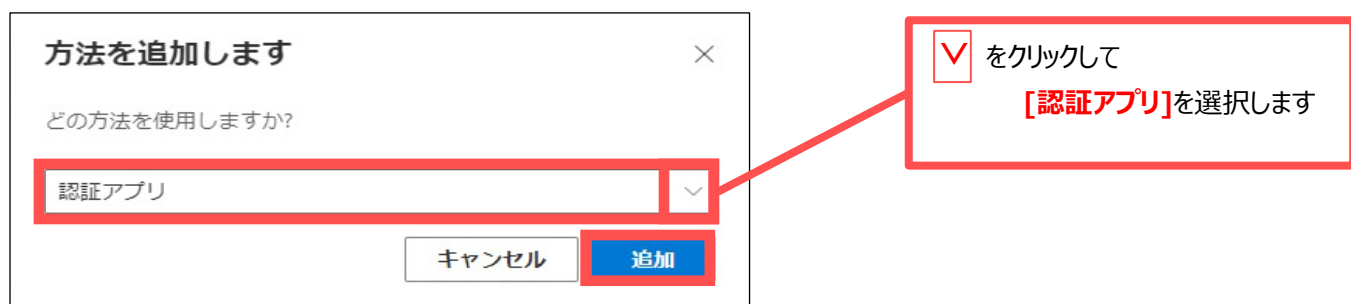 方法を追加します
どの方法を使用しますか?
認証アプリ
キャンセル
追加
∨ をクリックして
[認証アプリ]を選択します